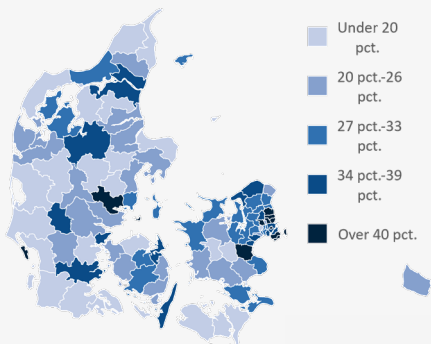 Under 20
pct.
20 pct.-26
pct.
27 pct.-33
pct.
34 pct.-39
pct.
Over 40 pct.